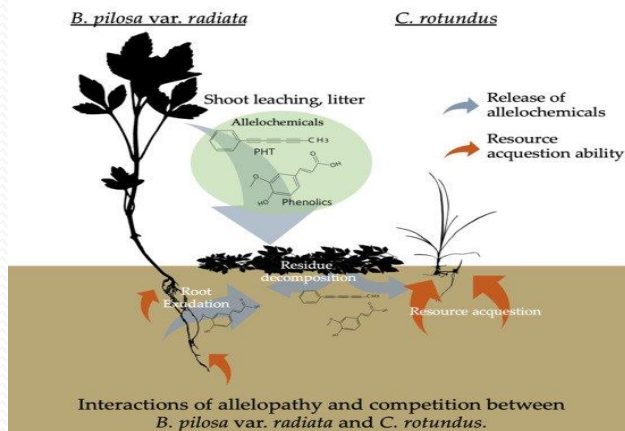 B. pilosa var. radiata
C. rotundus.
Shoot leaching, litter
Allelochemicals
CH3
PHT
O
OH
O
HO
Phenolics
Release of
allelochemicals
Resource
acquestion ability
Residue
decomposition
Root
Exudation
CH3
Resource acquestion
Interactions of allelopathy and competition between
B. pilosa var. radiata and C. rotundus.